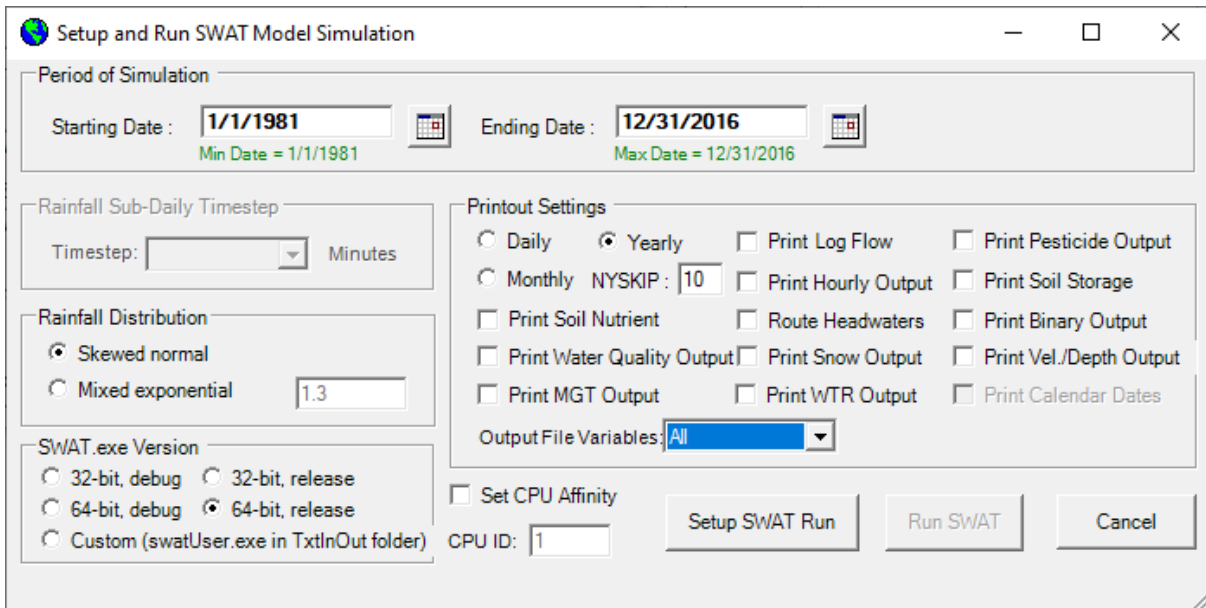 Setup and Run SWAT Model Simulation
Period of Simulation
Starting Date : 1/1/1981 Ending Date : 12/31/2016
Min Date = 1/1/1981 Max Date = 12/31/2016
Rainfall Sub-Daily Timestep
Timestep: Minutes
Rainfall Distribution
Skewed normal
Mixed exponential 1.3
SWAT.exe Version
32-bit, debug 32-bit, release
64-bit, debug 64-bit, release
Custom (swatUser.exe in TxtInOut folder)
Printout Settings
Daily Yearly Print Log Flow Print Pesticide Output
Monthly NYSKIP : 10 Print Hourly Output Print Soil Storage
Print Soil Nutrient Route Headwaters Print Binary Output
Print Water Quality Output Print Snow Output Print Vel./Depth Output
Print MGT Output Print WTR Output Print Calendar Dates
Output File Variables: All
Set CPU Affinity
CPU ID: 1
Setup SWAT Run Run SWAT Cancel